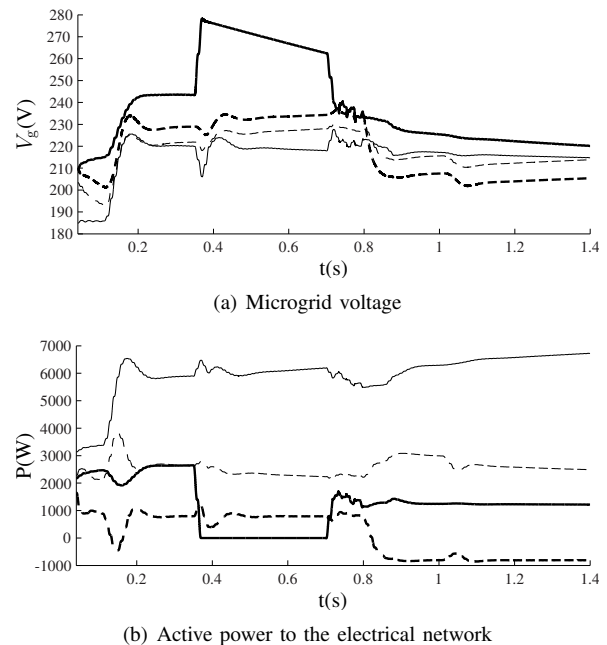 280
270
260
250
240
230
220
210
200
190
180
V_g(V)
0.2 0.4 0.6 0.8 1 1.2 1.4
t(s)
(a) Microgrid voltage
7000
6000
5000
4000
3000
2000
1000
0
-1000
P(W)
0.2 0.4 0.6 0.8 1 1.2 1.4
t(s)
(b) Active power to the electrical network